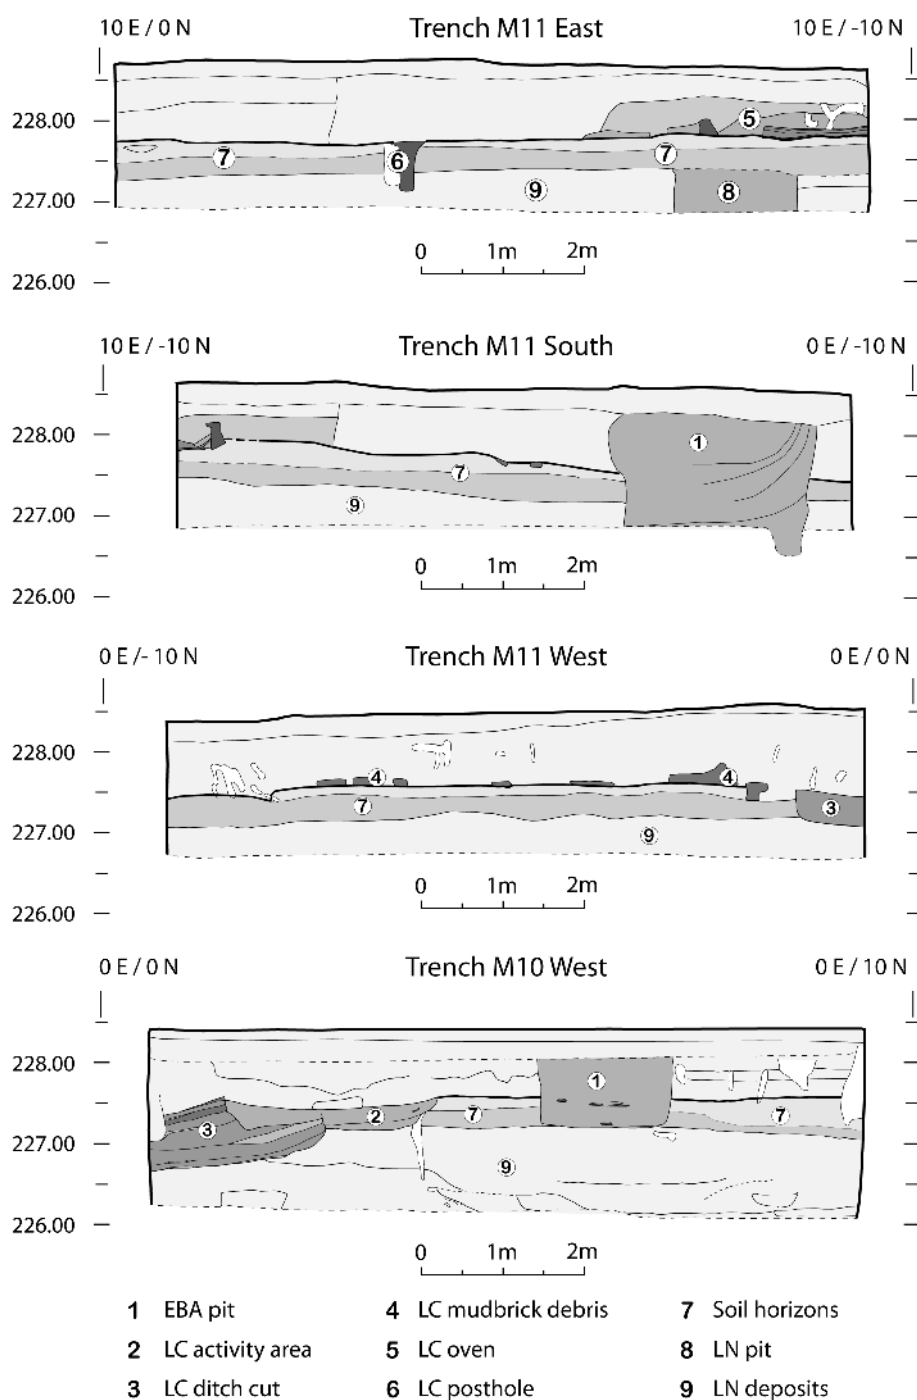 10 E / 0 N Trench M11 East 10 E / -10 N
228.00
5
7 6 7
9 8
227.00
0 1m 2m
226.00
10 E / -10 N Trench M11 South 0 E / -10 N
228.00
1
7
9
227.00
0 1m 2m
226.00
0 E /- 10 N Trench M11 West 0 E / 0 N
228.00
4 4
7 3
9
227.00
0 1m 2m
226.00
0 E / 0 N Trench M10 West 0 E / 10 N
228.00
1
3 2 7 7
227.00
9
226.00
0 1m 2m
1 EBA pit 4 LC mudbrick debris 7 Soil horizons
2 LC activity area 5 LC oven 8 LN pit
3 LC ditch cut 6 LC posthole 9 LN deposits